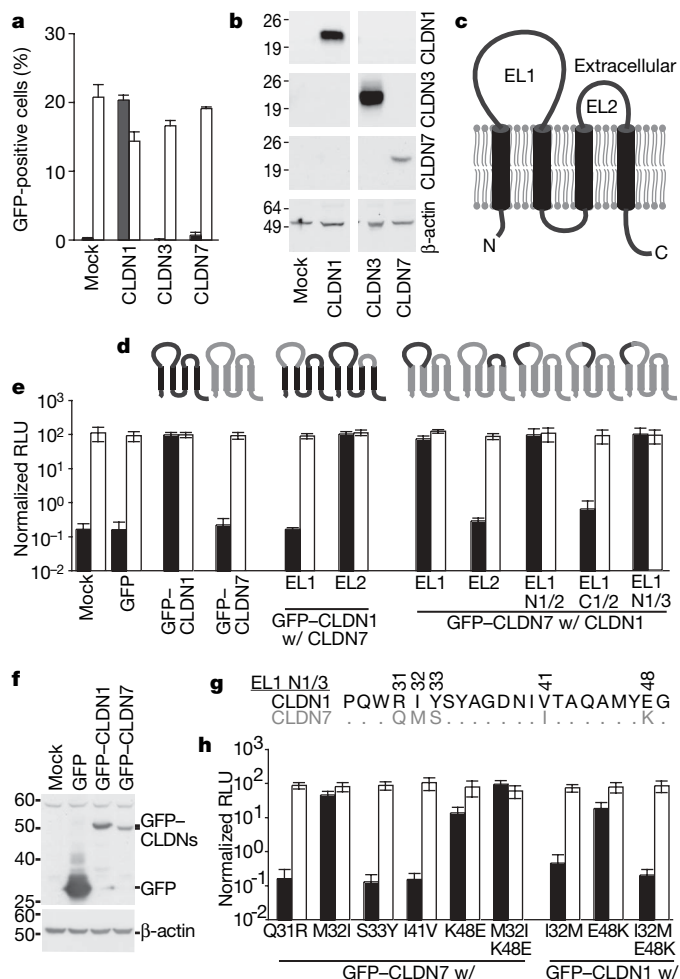 a
GFP-positive cells (%)
30
20
10
0
Mock
CLDN1
CLDN3
CLDN7
b
26
19
CLDN1
26
19
CLDN3
26
19
CLDN7
64
49
β-actin
Mock
CLDN1
CLDN3
CLDN7
c
EL1
Extracellular
EL2
N
C
d
e
Normalized RLU
10³
10²
10¹
10⁰
10⁻¹
10⁻²
Mock
GFP
GFP–CLDN1
GFP–CLDN7
EL1
EL2
GFP–CLDN1
w/ CLDN7
EL1
EL2
EL1 N1/2
EL1 C1/2
EL1 N1/3
GFP–CLDN7 w/ CLDN1
f
Mock
GFP
GFP–CLDN1
GFP–CLDN7
60
50
40
25
GFP–
CLDNs
GFP
60
50
β-actin
g
EL1 N1/3
31 32 33 41 48
CLDN1 PQWRIYSYAGDNIVTAQAMYEG
CLDN7 . . . QMS . . . . . . . I . . . . . . K .
h
Normalized RLU
10³
10²
10¹
10⁰
10⁻¹
10⁻²
Q31R
M32I
S33Y
I41V
K48E
M32I
K48E
I32M
E48K
I32M
E48K
GFP–CLDN7 w/
GFP–CLDN1 w/